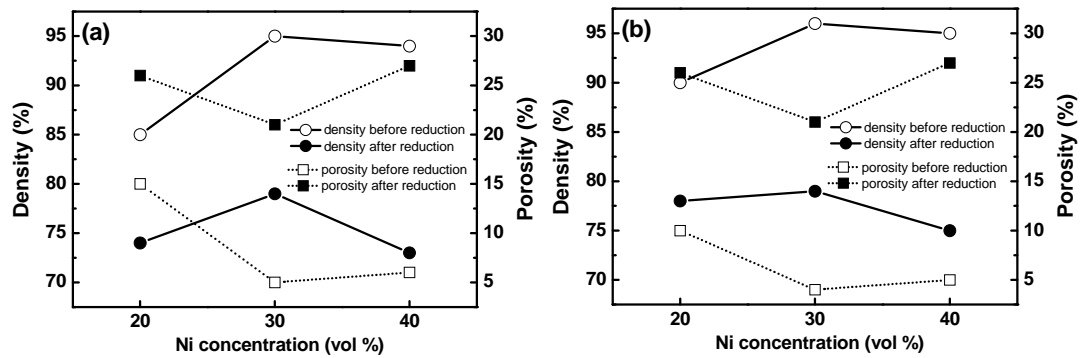 (a)
95
90
85
80
75
70
Density (%)
30
25
20
15
10
5
Porosity (%)
density before reduction
density after reduction
porosity before reduction
porosity after reduction
20
30
40
Ni concentration (vol %)
(b)
95
90
85
80
75
70
Density (%)
30
25
20
15
10
5
Porosity (%)
density before reduction
density after reduction
porosity before reduction
porosity after reduction
20
30
40
Ni concentration (vol %)